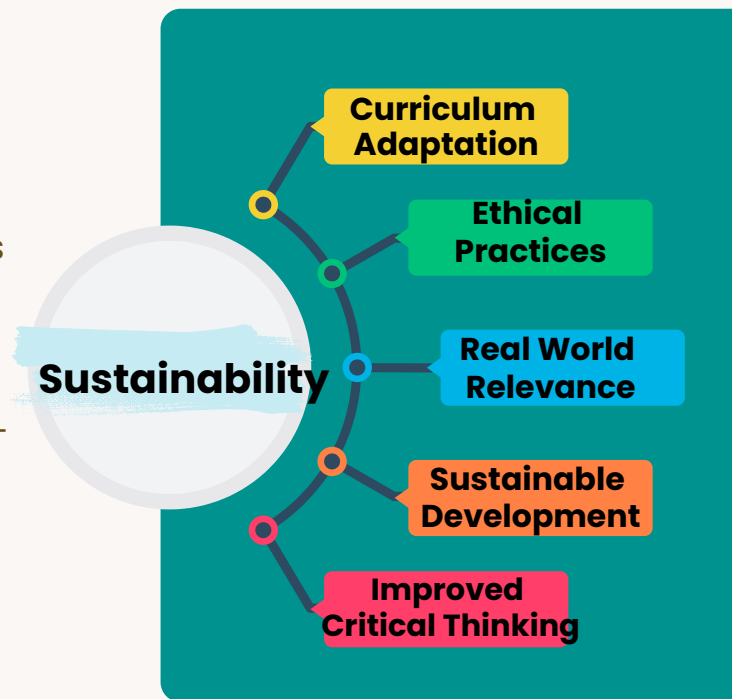 Curriculum
Adaptation
Ethical
Practices
Real World
Relevance
Sustainability
Sustainable
Development
Improved
Critical Thinking